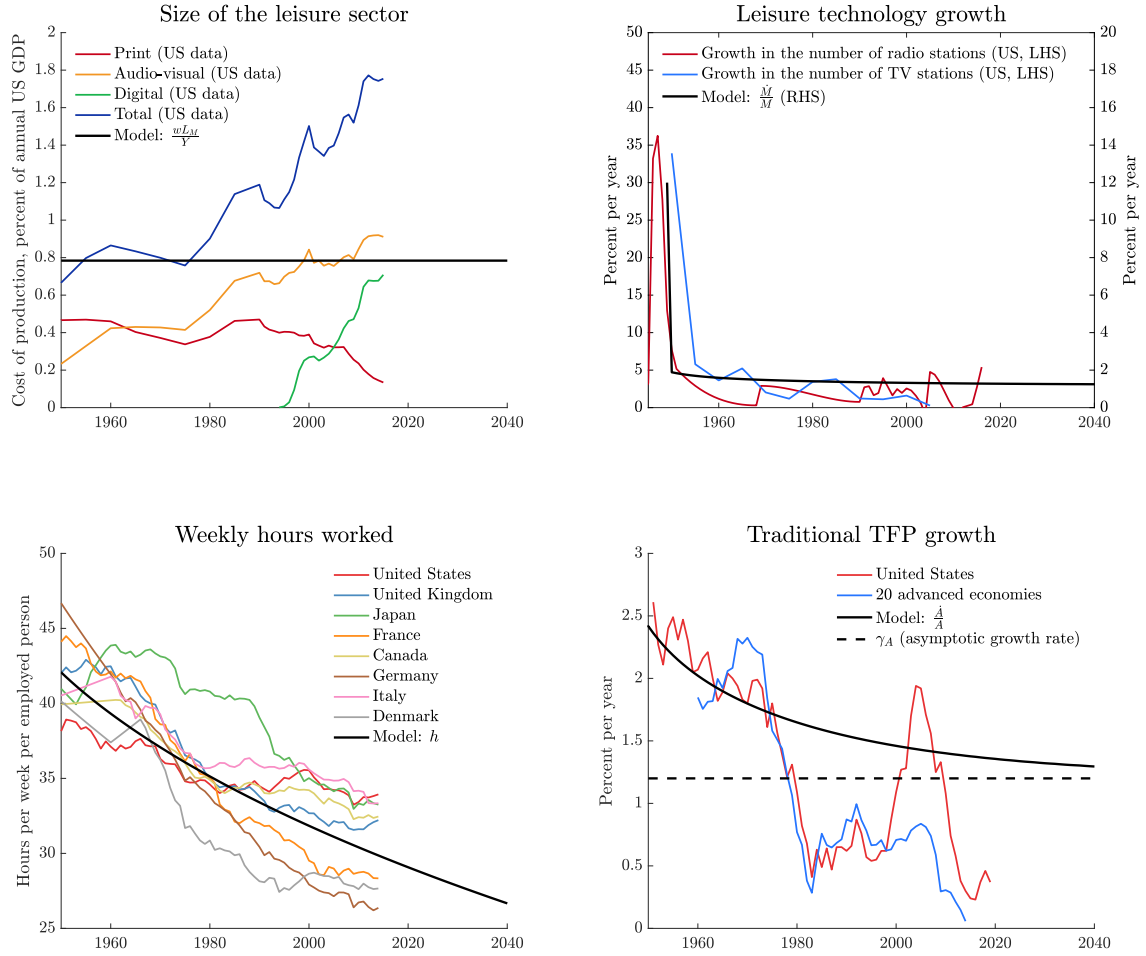 Size of the leisure sector
Cost of production, percent of annual US GDP
2
1.8
1.6
1.4
1.2
1
0.8
0.6
0.4
0.2
0
Print (US data)
Audio-visual (US data)
Digital (US data)
Total (US data)
Model: wL_M/Y
1960 1980 2000 2020 2040
Leisure technology growth
Percent per year
50
45
40
35
30
25
20
15
10
5
0
Growth in the number of radio stations (US, LHS)
Growth in the number of TV stations (US, LHS)
Model: Ṁ/M (RHS)
20
18
16
14
12
10
8
6
4
2
0
Percent per year
1960 1980 2000 2020 2040
Weekly hours worked
Hours per week per employed person
50
45
40
35
30
25
United States
United Kingdom
Japan
France
Canada
Germany
Italy
Denmark
Model: h
1960 1980 2000 2020 2040
Traditional TFP growth
Percent per year
3
2.5
2
1.5
1
0.5
0
United States
20 advanced economies
Model: Ȧ/A
γ_A (asymptotic growth rate)
1960 1980 2000 2020 2040